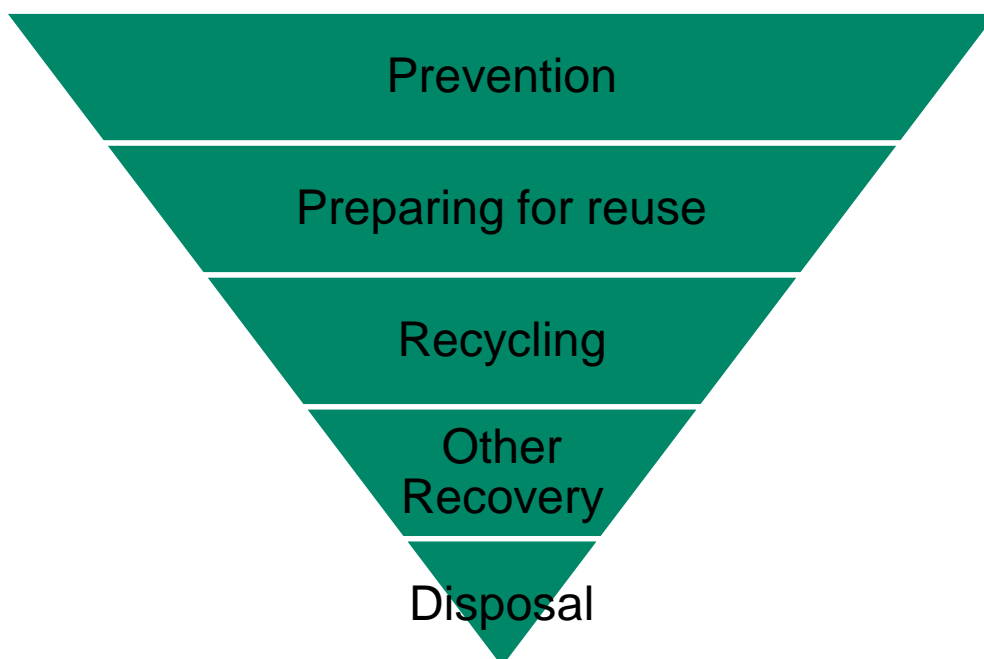 Prevention
Preparing for reuse
Recycling
Other
Recovery
Disposal